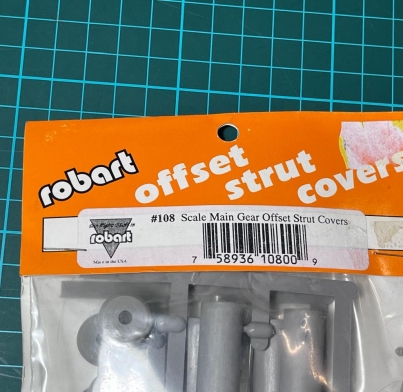 robart
offset
strut
covers
#108 Scale Main Gear Offset Strut Covers
robart
Made in the USA
7 58936 10800 9